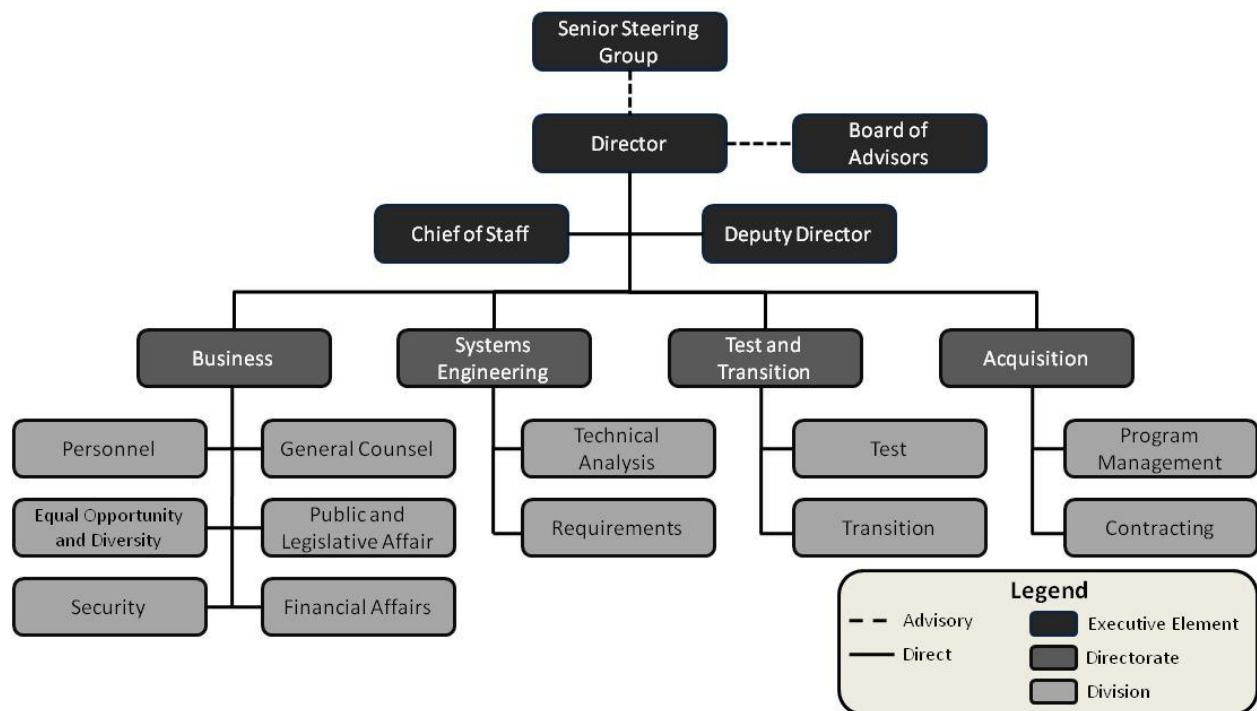 Senior Steering
Group
Director
Board of
Advisors
Chief of Staff
Deputy Director
Business
Systems
Engineering
Test and
Transition
Acquisition
Personnel
General Counsel
Technical
Analysis
Test
Program
Management
Equal Opportunity
and Diversity
Public and
Legislative Affair
Requirements
Transition
Contracting
Security
Financial Affairs
Legend
Advisory
Executive Element
Direct
Directorate
Division